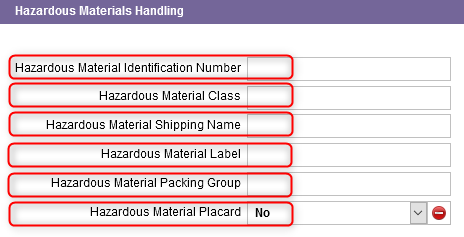 Hazardous Materials Handling
Hazardous Material Identification Number
Hazardous Material Class
Hazardous Material Shipping Name
Hazardous Material Label
Hazardous Material Packing Group
Hazardous Material Placard No